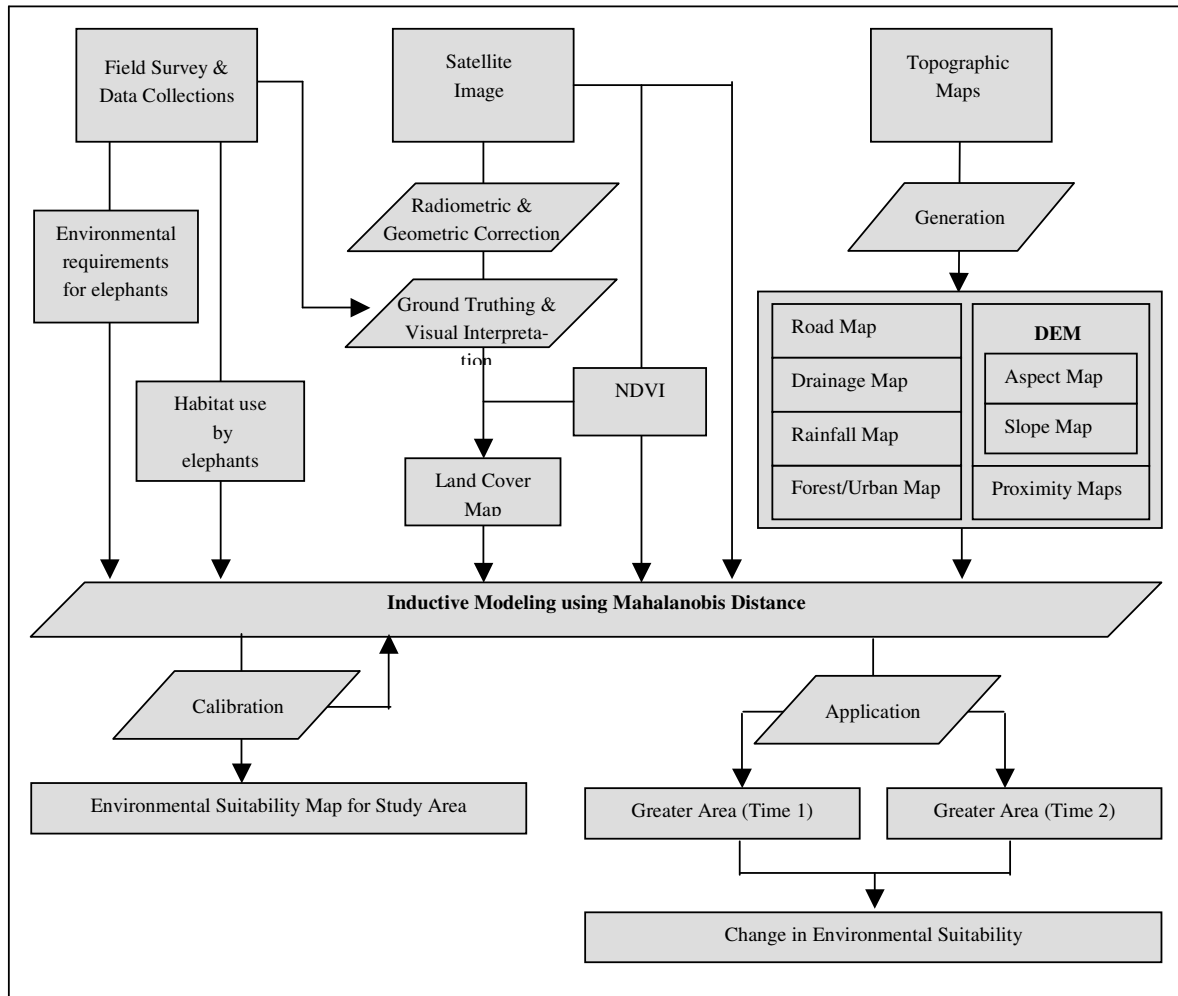 Field Survey &
Data Collections
Satellite
Image
Topographic
Maps
Environmental
requirements
for elephants
Radiometric &
Geometric Correction
Generation
Ground Truthing &
Visual Interpreta-
tion
Habitat use
by
elephants
NDVI
Land Cover
Map
Road Map
Drainage Map
Rainfall Map
Forest/Urban Map
DEM
Aspect Map
Slope Map
Proximity Maps
Inductive Modeling using Mahalanobis Distance
Calibration
Application
Environmental Suitability Map for Study Area
Greater Area (Time 1)
Greater Area (Time 2)
Change in Environmental Suitability